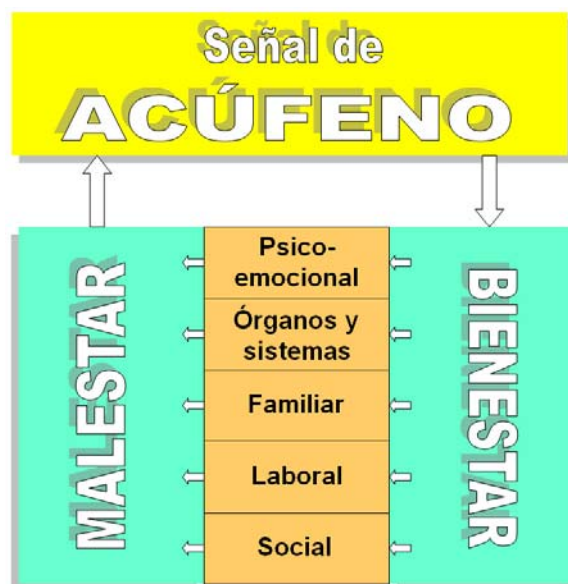 Señal de
ACÚFENO
MALESTAR
Psico-
emocional
Órganos y
sistemas
Familiar
Laboral
Social
BIENESTAR